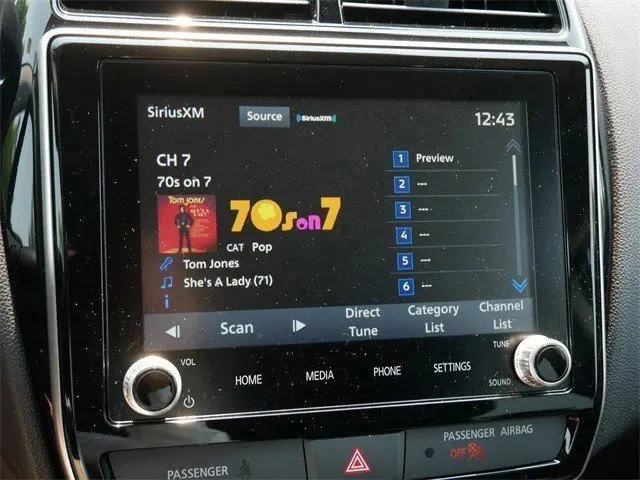 SiriusXM Source SiriusXM 12:43
CH 7
70s on 7
Tom Jones
70s on 7
CAT Pop
Tom Jones
She's A Lady (71)
1 Preview
2 ---
3 ---
4 ---
5 ---
6 ---
Scan
Direct
Tune
Category
List
Channel
List
VOL
HOME MEDIA PHONE SETTINGS
TUNE
SOUND
PASSENGER
PASSENGER AIRBAG
OFF